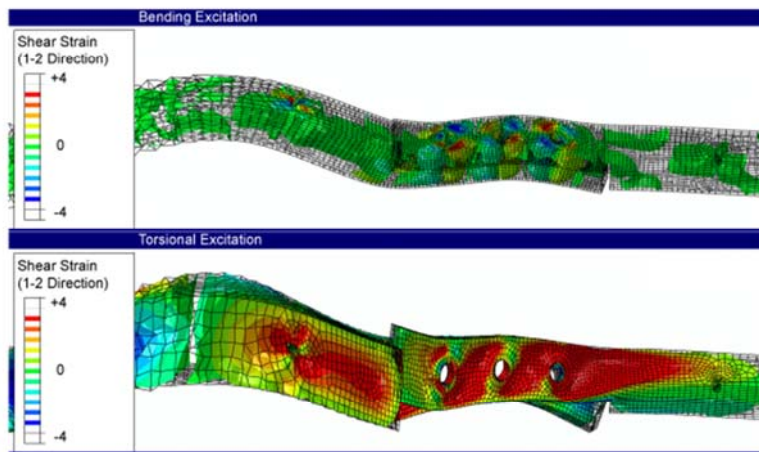 Bending Excitation
Shear Strain
(1-2 Direction)
+4
0
-4
Torsional Excitation
Shear Strain
(1-2 Direction)
+4
0
-4